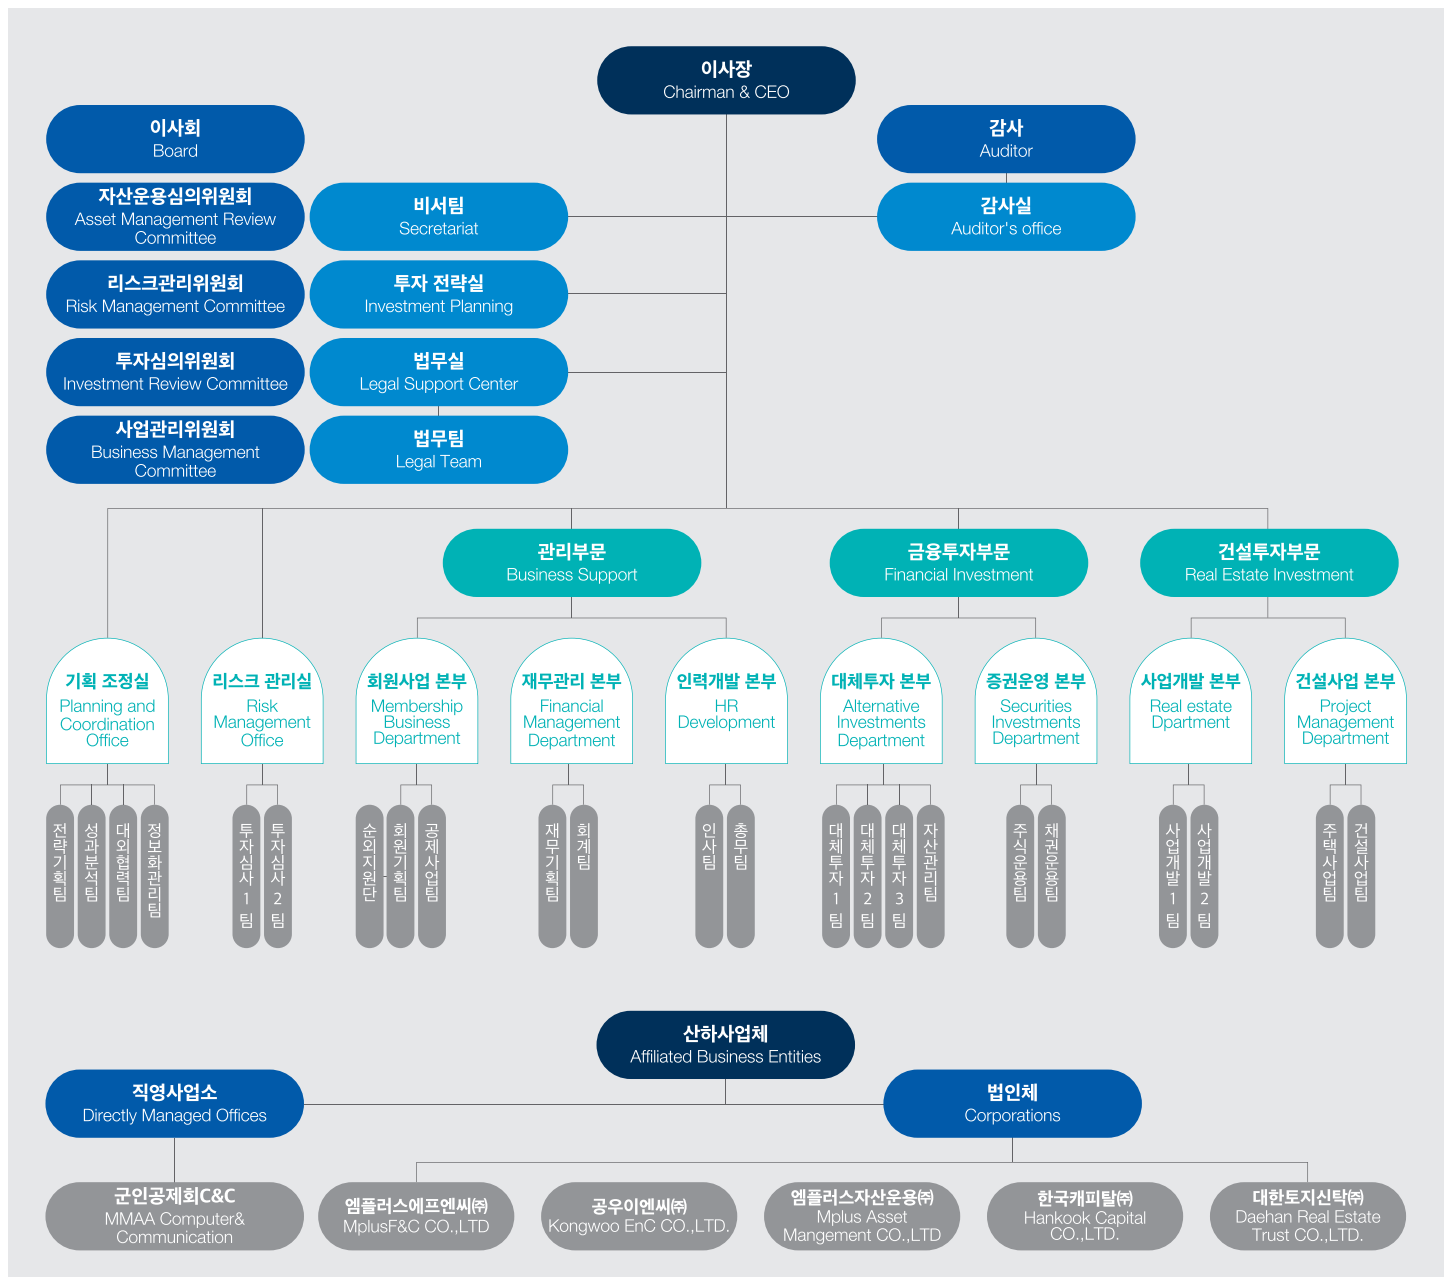 이사장
Chairman & CEO
이사회
Board
감사
Auditor
자산운용심의위원회
Asset Management Review
Committee
비서팀
Secretariat
감사실
Auditor's office
리스크관리위원회
Risk Management Committee
투자 전략실
Investment Planning
투자심의위원회
Investment Review Committee
법무실
Legal Support Center
사업관리위원회
Business Management
Committee
법무팀
Legal Team
관리부문
Business Support
금융투자부문
Financial Investment
건설투자부문
Real Estate Investment
기획 조정실
Planning and
Coordination
Office
리스크 관리실
Risk
Management
Office
회원사업 본부
Membership
Business
Department
재무관리 본부
Financial
Management
Department
인력개발 본부
HR
Development
대체투자 본부
Alternative
Investments
Department
증권운영 본부
Securities
Investments
Department
사업개발 본부
Real estate
Dpartment
건설사업 본부
Project
Management
Department
전략기획팀
성과분석팀
대외협력팀
정보화관리팀
투자심사 1 팀
투자심사 2 팀
순외지원단
회원기획팀
공제사업팀
재무기획팀
회계팀
인사팀
총무팀
대체투자 1 팀
대체투자 2 팀
대체투자 3 팀
자산관리팀
주식운용팀
채권운용팀
사업개발 1 팀
사업개발 2 팀
주택사업팀
건설사업팀
산하사업체
Affiliated Business Entities
직영사업소
Directly Managed Offices
법인체
Corporations
군인공제회C&C
MMAA Computer&
Communication
엠플러스에프엔씨㈜
MplusF&C CO.,LTD
공우이엔씨㈜
Kongwoo EnC CO.,LTD.
엠플러스자산운용㈜
Mplus Asset
Mangement CO.,LTD
한국캐피탈㈜
Hankook Capital
CO.,LTD.
대한토지신탁㈜
Daehan Real Estate
Trust CO.,LTD.